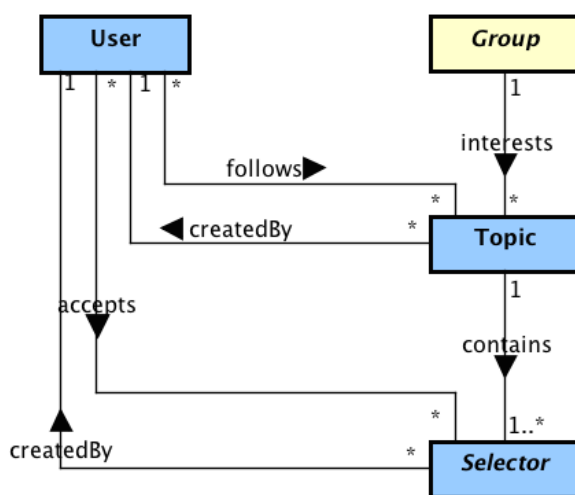 User
Group
1
*
1
*
1
interests
follows
*
*
createdBy
*
Topic
1
accepts
contains
*
1..*
createdBy
*
Selector